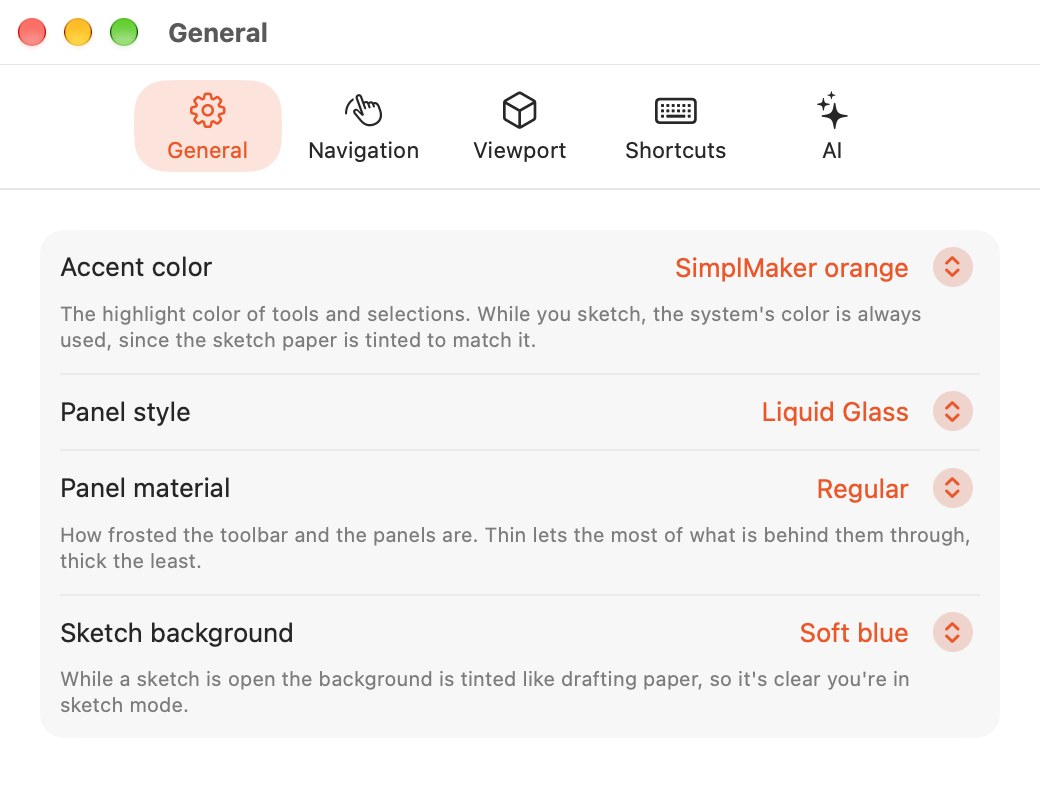 General
General
Navigation
Viewport
Shortcuts
AI
Accent color
SimplMaker orange
The highlight color of tools and selections. While you sketch, the system's color is always
used, since the sketch paper is tinted to match it.
Panel style
Liquid Glass
Panel material
Regular
How frosted the toolbar and the panels are. Thin lets the most of what is behind them through,
thick the least.
Sketch background
Soft blue
While a sketch is open the background is tinted like drafting paper, so it's clear you're in
sketch mode.